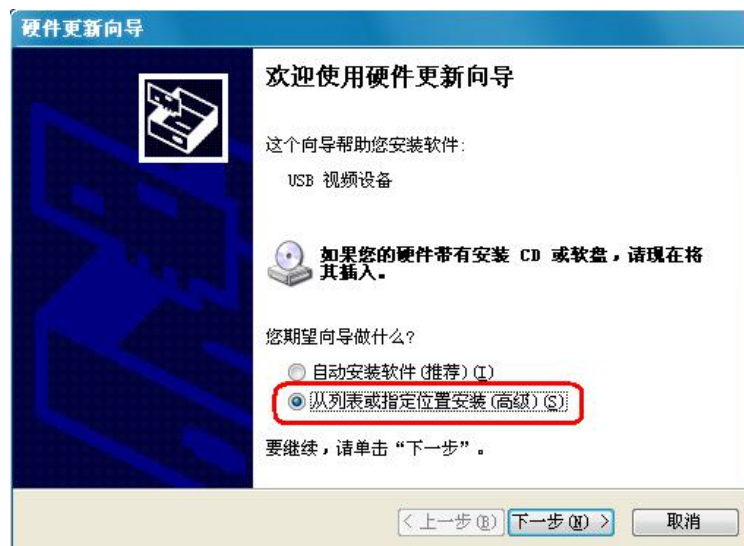 硬件更新向导
欢迎使用硬件更新向导
这个向导帮助您安装软件:
USB 视频设备
如果您的硬件带有安装 CD 或软盘，请现在将
其插入。
您期望向导做什么?
自动安装软件(推荐)(I)
从列表或指定位置安装(高级)(S)
要继续，请单击“下一步”。
< 上一步(B) 下一步(N) > 取消